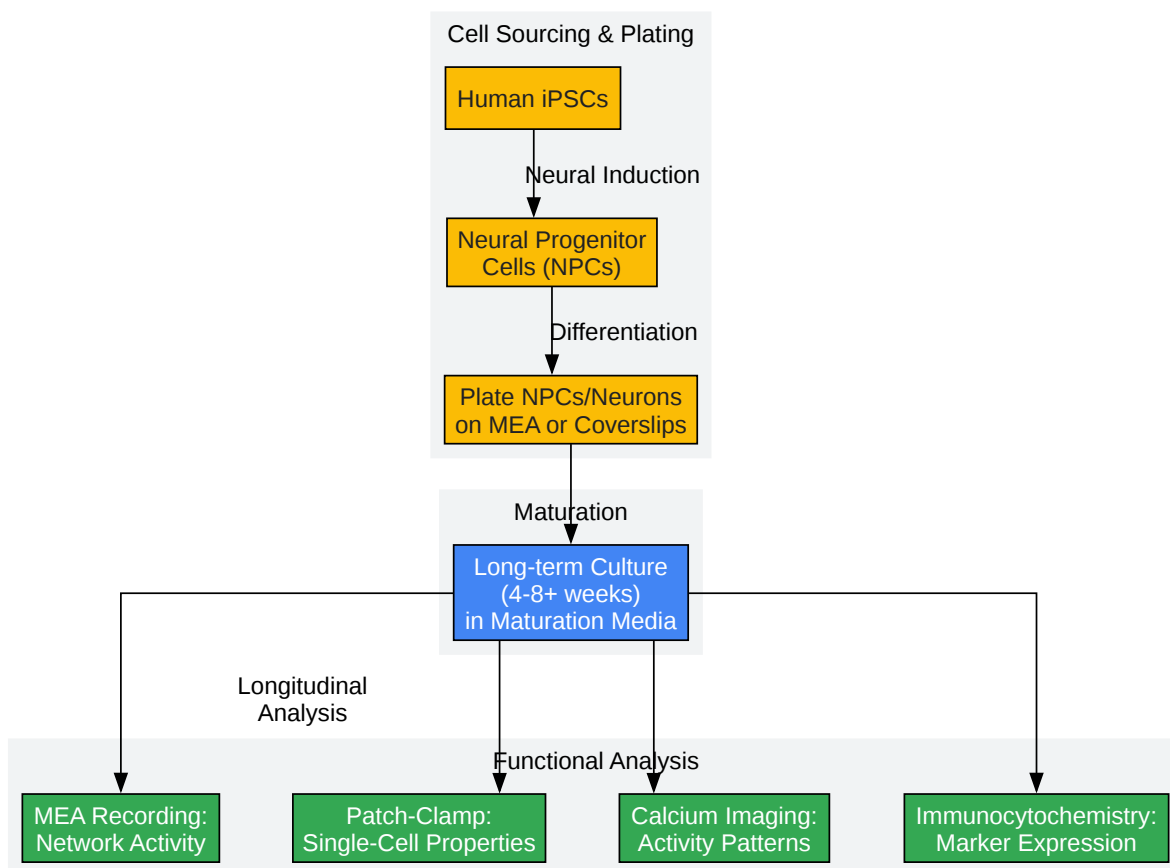 Cell Sourcing & Plating
Human iPSCs
Neural Induction
Neural Progenitor
Cells (NPCs)
Differentiation
Plate NPCs/Neurons
on MEA or Coverslips
Maturation
Long-term Culture
(4-8+ weeks)
in Maturation Media
Longitudinal
Analysis
Functional Analysis
MEA Recording:
Network Activity
Patch-Clamp:
Single-Cell Properties
Calcium Imaging:
Activity Patterns
Immunocytochemistry:
Marker Expression